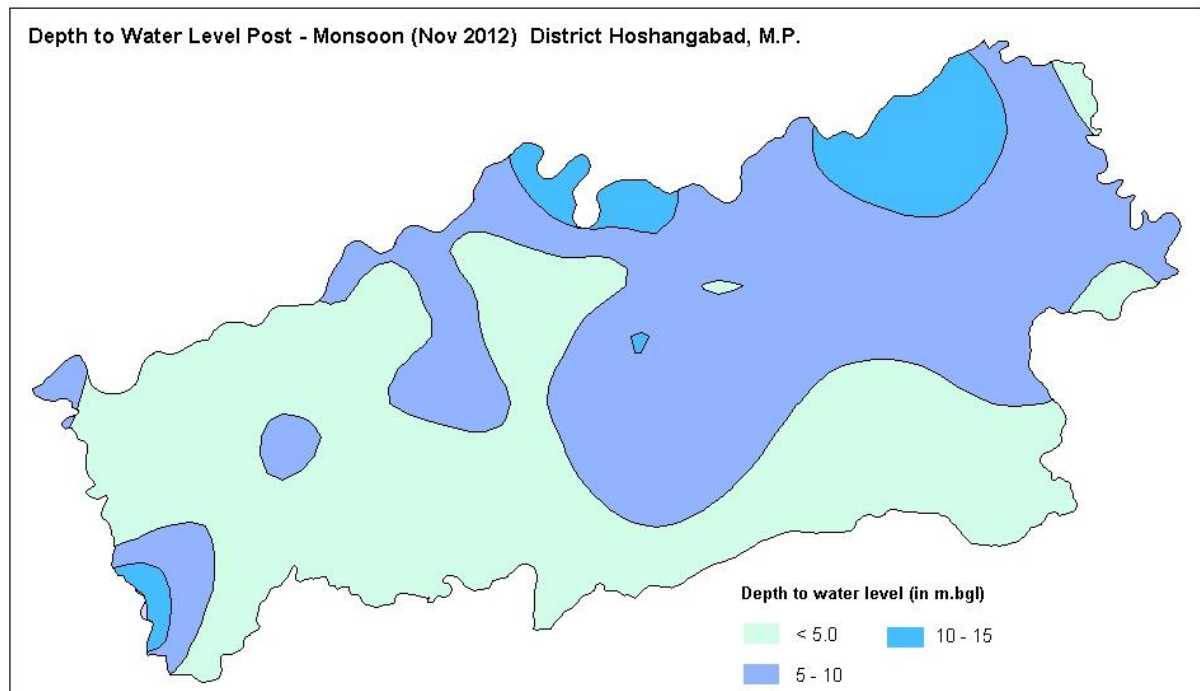 Depth to Water Level Post - Monsoon (Nov 2012) District Hoshangabad, M.P.
Depth to water level (in m.bgl)
< 5.0
10 - 15
5 - 10